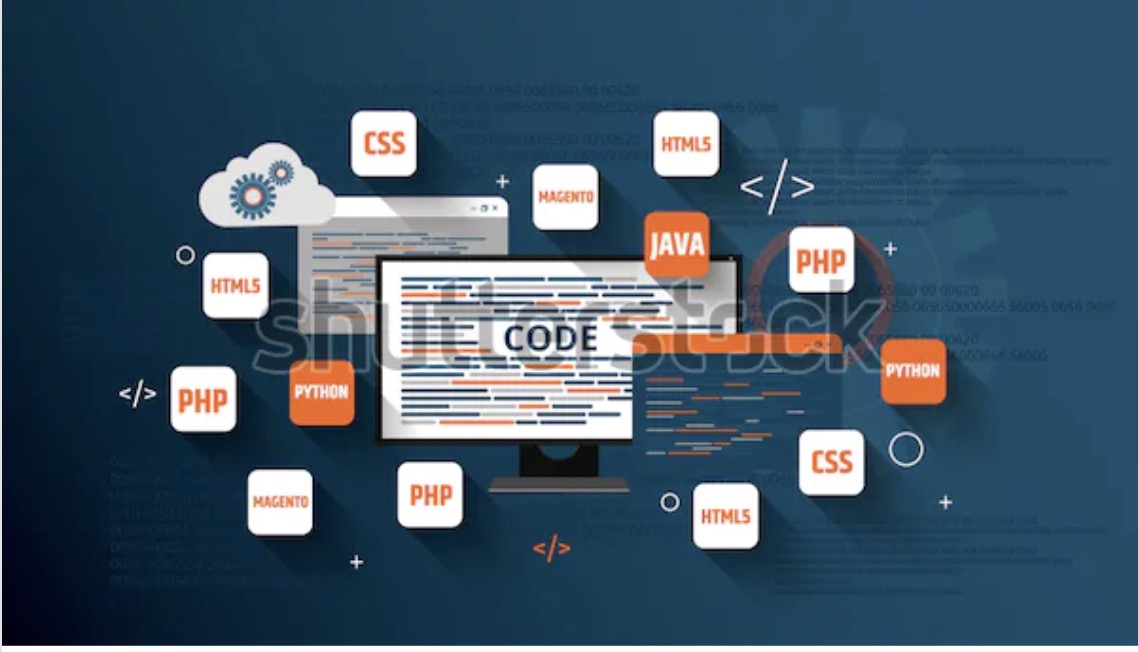 CSS
HTML5
MAGENTO
</>
JAVA
PHP
HTML5
shutterstock
CODE
PYTHON
</>
PHP
PYTHON
CSS
MAGENTO
PHP
HTML5
</>